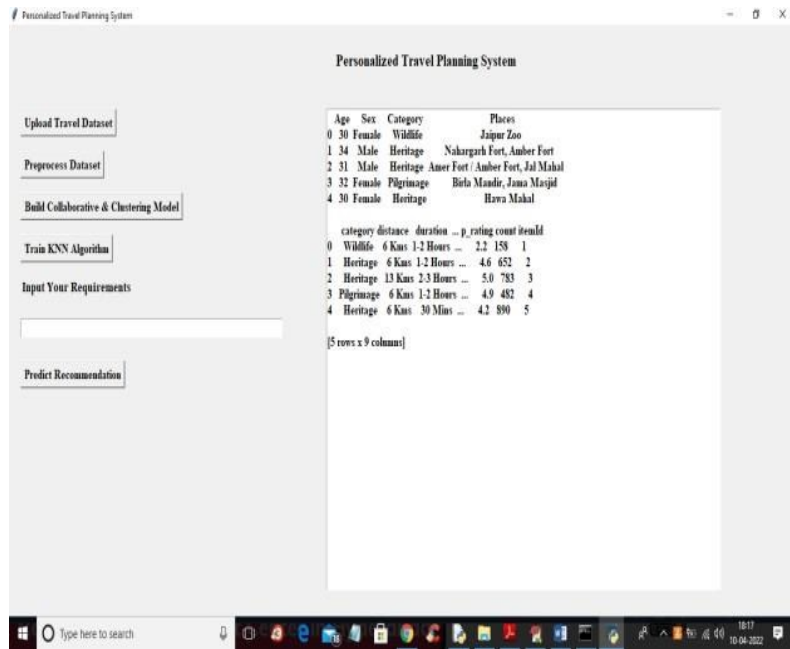 Personalized Travel Planning System
Personalized Travel Planning System
Upload Travel Dataset
Preprocess Dataset
Build Collaborative & Clustering Model
Train KNN Algorithm
Input Your Requirements
Predict Recommendation
Age Sex Category Places
0 30 Female Wildlife Jaipur Zoo
1 34 Male Heritage Nahargarh Fort, Amber Fort
2 31 Male Heritage Amer Fort / Amber Fort, Jal Mahal
3 32 Female Pilgrimage Birla Mandir, Jama Masjid
4 30 Female Heritage Hawa Mahal
category distance duration ... p_rating count itemId
0 Wildlife 6 Kms 1-2 Hours ... 2.2 158 1
1 Heritage 6 Kms 1-2 Hours ... 4.6 652 2
2 Heritage 13 Kms 2-3 Hours ... 5.0 783 3
3 Pilgrimage 6 Kms 1-2 Hours ... 4.9 482 4
4 Heritage 6 Kms 30 Mins ... 4.2 890 5
[5 rows x 9 columns]
Type here to search
18:17
10-04-2022